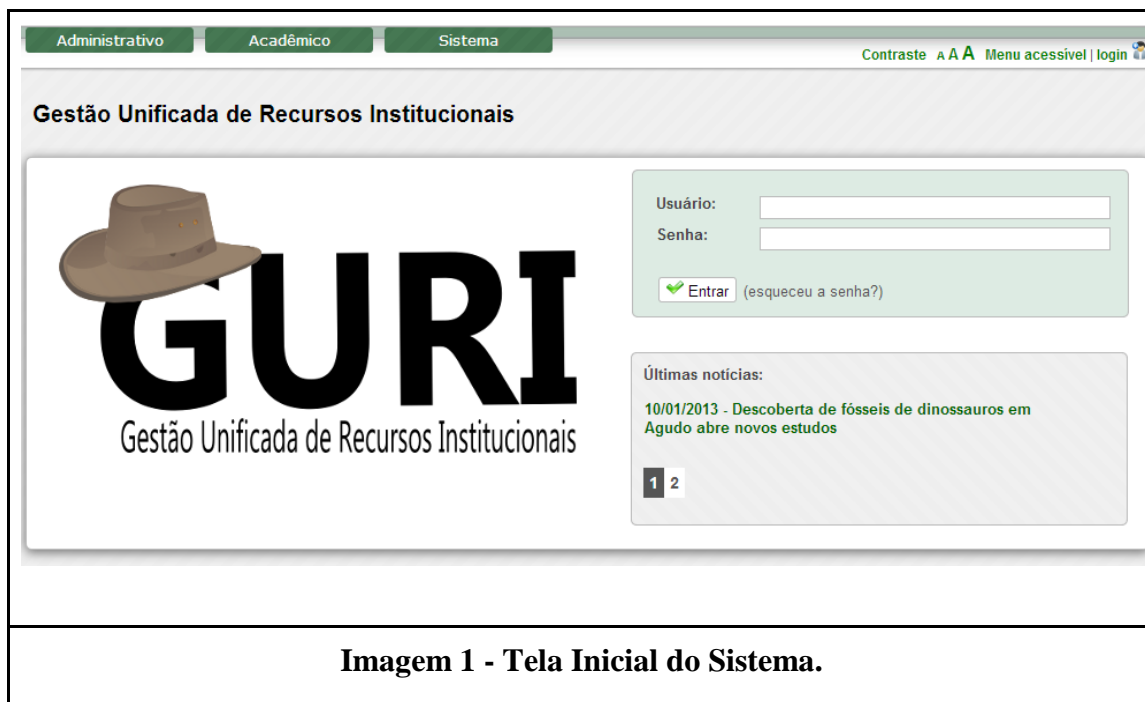 Administrativo Acadêmico Sistema
Contraste A A A Menu acessível | login
Gestão Unificada de Recursos Institucionais
GURI
Gestão Unificada de Recursos Institucionais
Usuário:
Senha:
Entrar (esqueceu a senha?)
Últimas notícias:
10/01/2013 - Descoberta de fósseis de dinossauros em
Agudo abre novos estudos
1 2
Imagem 1 - Tela Inicial do Sistema.